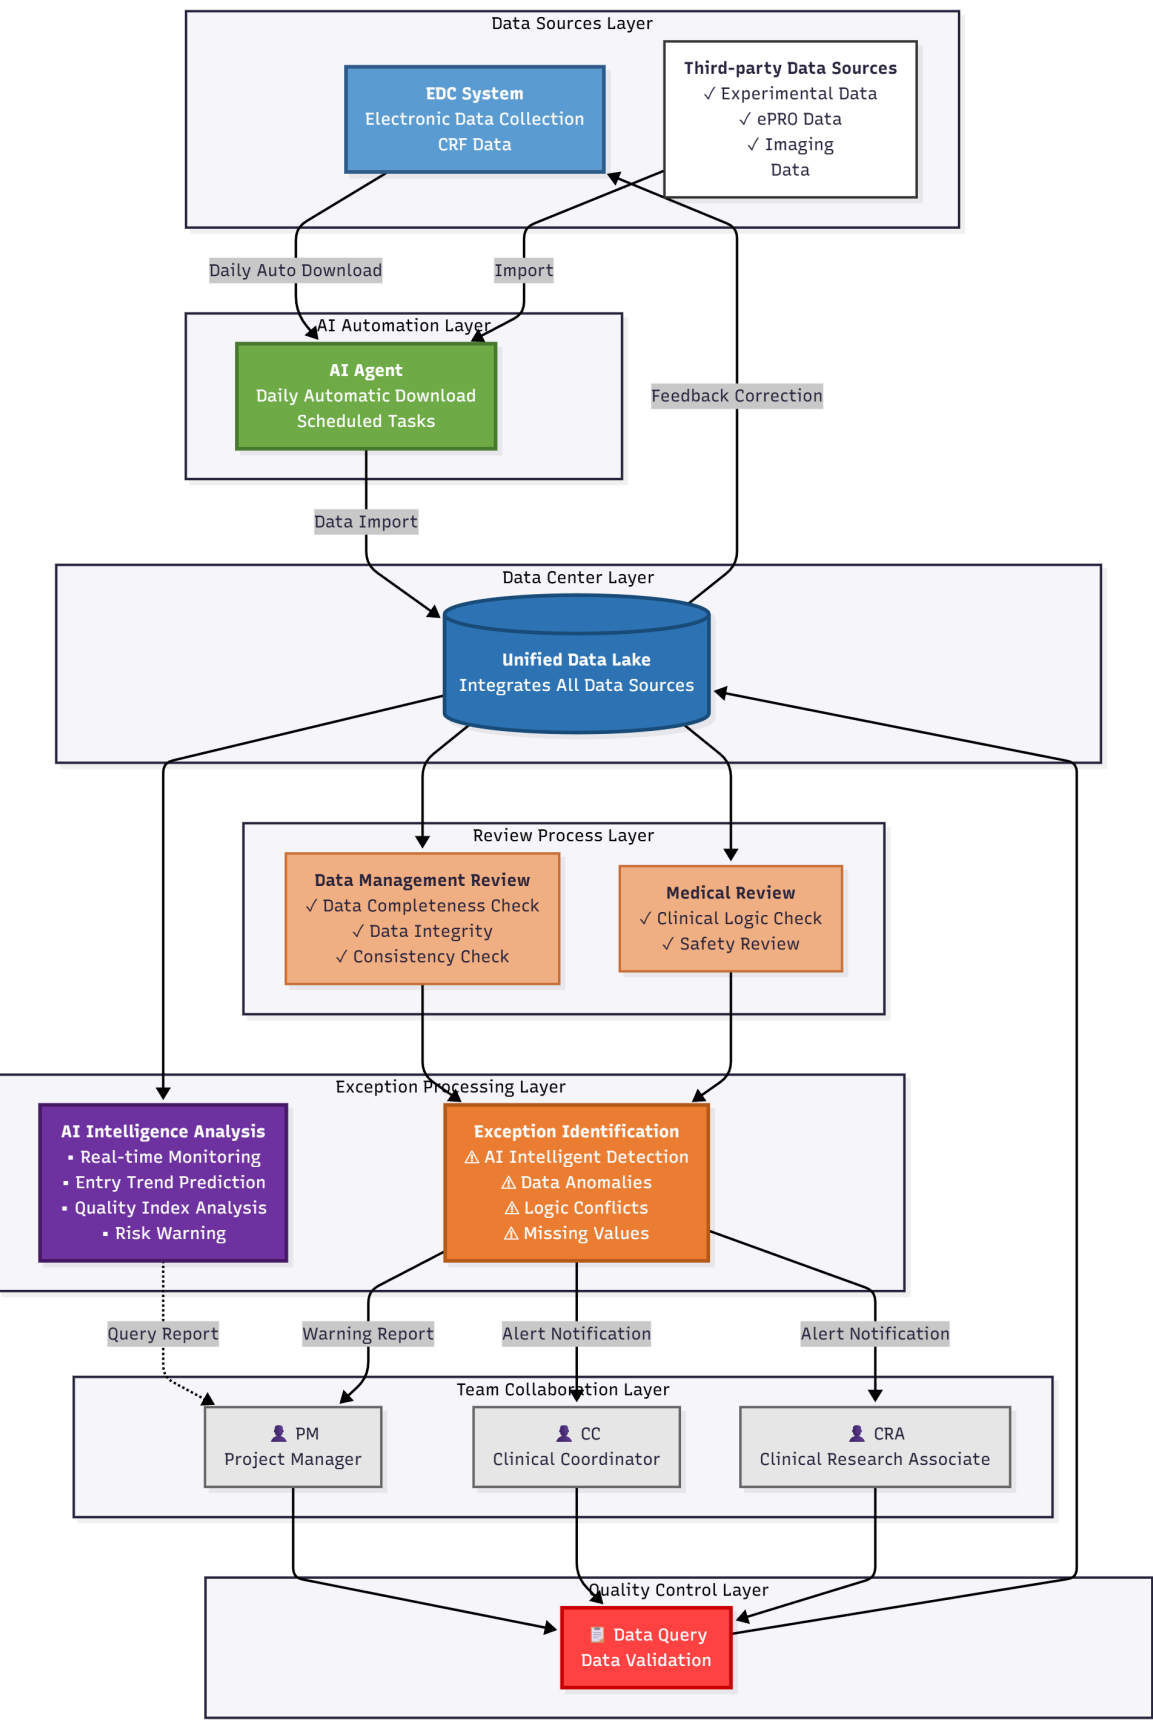 Data Sources Layer
EDC System
Electronic Data Collection
CRF Data
Third-party Data Sources
✓ Experimental Data
✓ ePRO Data
✓ Imaging
Data
Daily Auto Download
Import
AI Automation Layer
AI Agent
Daily Automatic Download
Scheduled Tasks
Feedback Correction
Data Import
Data Center Layer
Unified Data Lake
Integrates All Data Sources
Review Process Layer
Data Management Review
✓ Data Completeness Check
✓ Data Integrity
✓ Consistency Check
Medical Review
✓ Clinical Logic Check
✓ Safety Review
Exception Processing Layer
AI Intelligence Analysis
▪ Real-time Monitoring
▪ Entry Trend Prediction
▪ Quality Index Analysis
▪ Risk Warning
Exception Identification
⚠ AI Intelligent Detection
⚠ Data Anomalies
⚠ Logic Conflicts
⚠ Missing Values
Query Report
Warning Report
Alert Notification
Alert Notification
Team Collaboration Layer
👤 PM
Project Manager
👤 CC
Clinical Coordinator
👤 CRA
Clinical Research Associate
Quality Control Layer
📋 Data Query
Data Validation